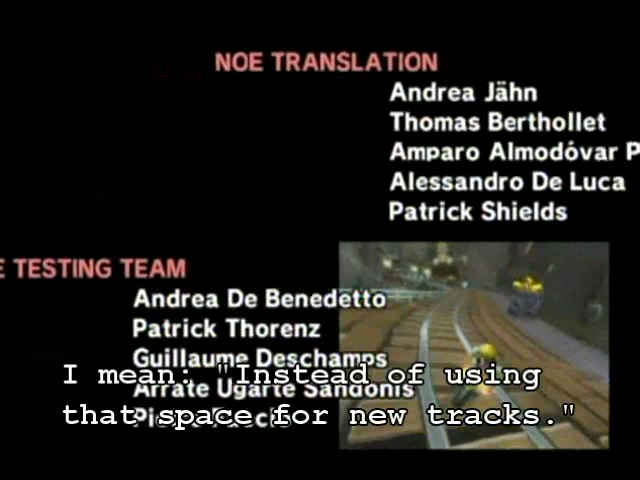 NOE TRANSLATION
Andrea Jähn
Thomas Berthollet
Amparo Almodóvar P
Alessandro De Luca
Patrick Shields
E TESTING TEAM
Andrea De Benedetto
Patrick Thorenz
Guillaume Deschamps
Arrate Ugarte Sandonis
I mean: "Instead of using
that space for new tracks."